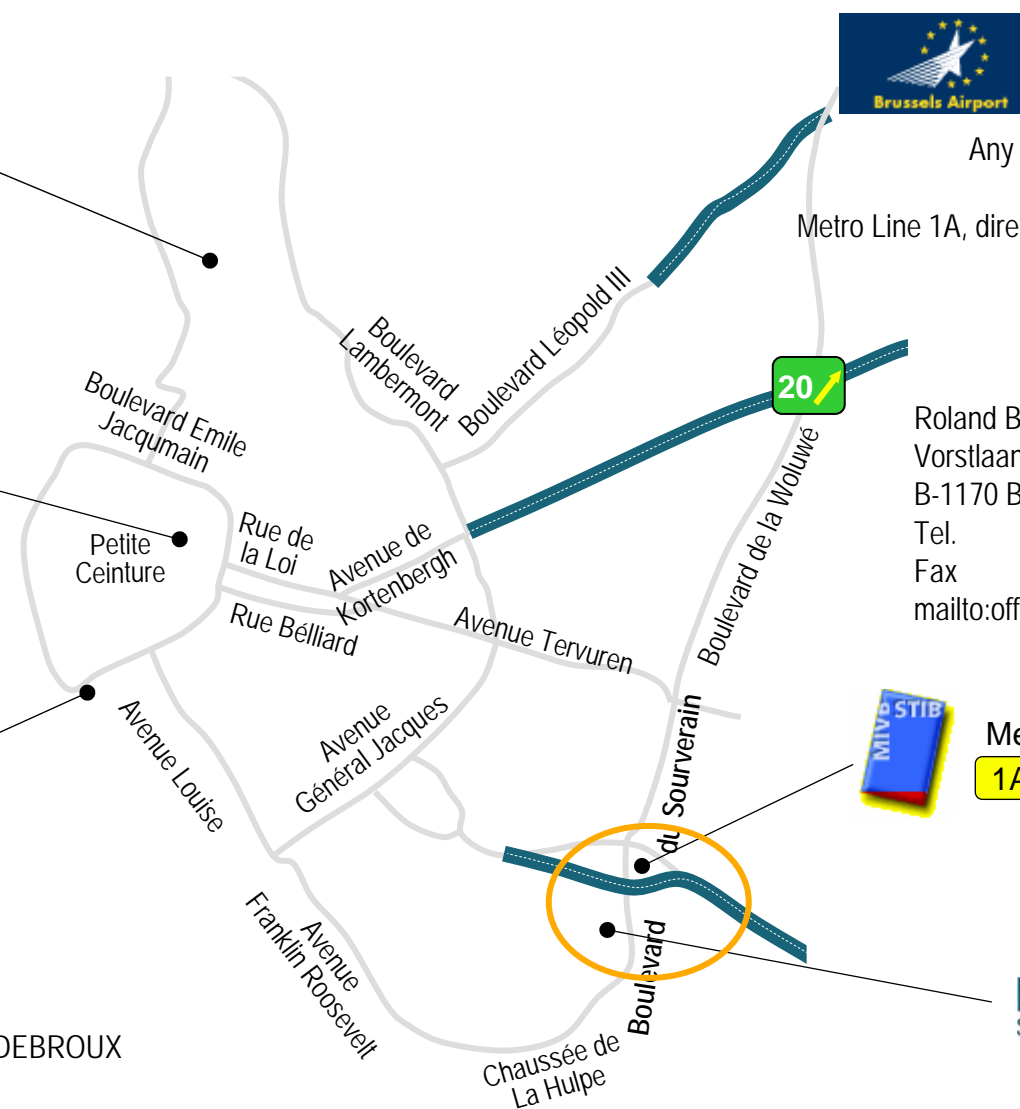 Brussels Airport
Any
Metro Line 1A, dire
Boulevard Léopold III
Boulevard
Lambermont
20
Boulevard Emile
Jacqumain
Roland B
Vorstlaan
B-1170 B
Tel.
Fax
mailto:off
Boulevard de la Woluwé
Petite
Ceinture
Rue de
la Loi
Avenue de
Kortenbergh
Rue Bélliard
Avenue Tervuren
Avenue Louise
Avenue
Général Jacques
Boulevard du Sourverain
MIVB STIB
Me
1A
Avenue
Franklin Roosevelt
Chaussée de
La Hulpe
DEBROUX